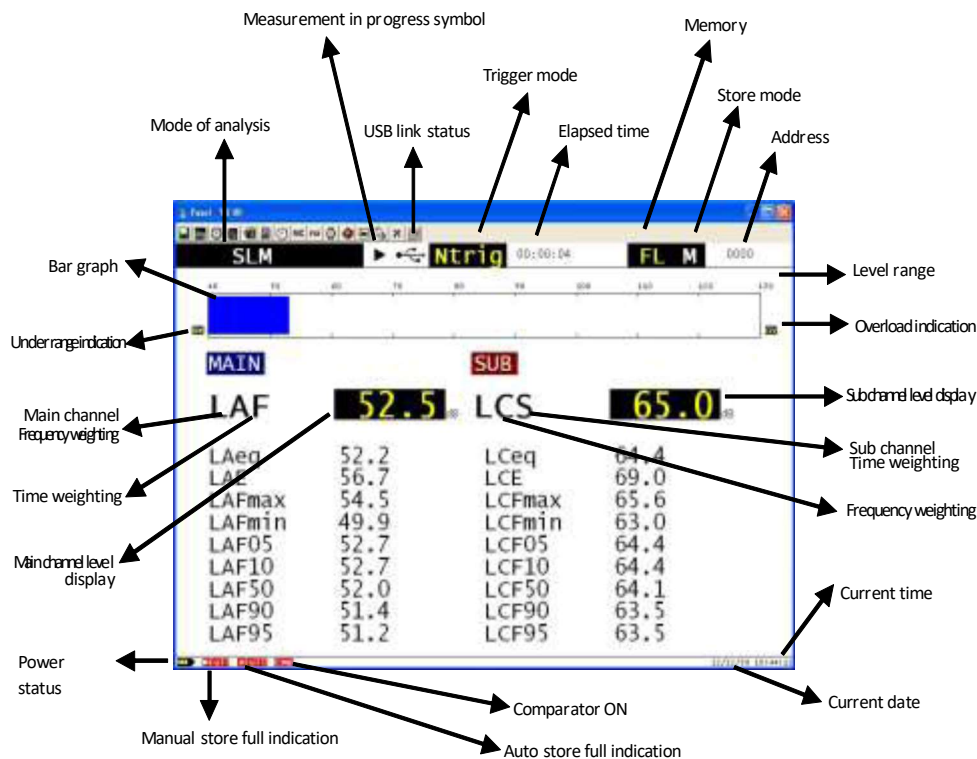 Measurement in progress symbol
Memory
Trigger mode
Store mode
Mode of analysis
USB link status
Elapsed time
Address
SLM
Ntrig
00:00:04
FL M
0000
Bar graph
Level range
Under range indication
Overload indication
MAIN
SUB
LAF 52.5 dB LCS 65.0 dB
Main channel
Frequency weighting
Sub channel level display
Sub channel
Time weighting
Time weighting
Frequency weighting
Main channel level
display
LAeq 52.2 LCeq 64.4
LAE 56.7 LCE 69.0
LAFmax 54.5 LCFmax 65.6
LAFmin 49.9 LCFmin 63.0
LAF05 52.7 LCF05 64.4
LAF10 52.7 LCF10 64.4
LAF50 52.0 LCF50 64.1
LAF90 51.4 LCF90 63.5
LAF95 51.2 LCF95 63.5
Current time
Power
status
Current date
Comparator ON
Manual store full indication
Auto store full indication